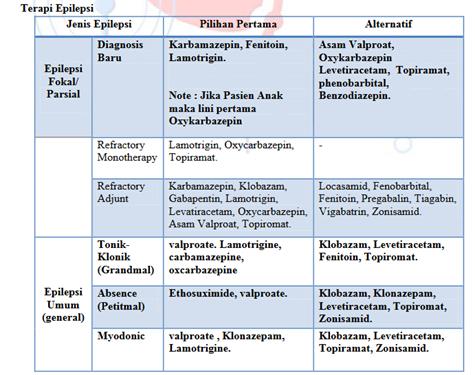 Terapi Epilepsi
Jenis Epilepsi Pilihan Pertama Alternatif
Epilepsi Fokal/ Parsial
Diagnosis Baru
Karbamazepin, Fenitoin,
Lamotrigin.
Note : Jika Pasien Anak
maka lini pertama
Oxykarbazepin
Asam Valproat,
Oxykarbazepin
Levetiracetam, Topiramat,
phenobarbital,
Benzodiazepin.
Refractory
Monotherapy
Lamotrigin, Oxycarbazepin,
Topiramat.
-
Refractory
Adjunt
Karbamazepin, Klobazam,
Gabapentin, Lamotrigin,
Levatiracetam, Oxycarbazepin,
Asam Valproat, Topiromat.
Locasamid, Fenobarbital,
Fenitoin, Pregabalin, Tiagabin,
Vigabatrin, Zonisamid.
Epilepsi
Umum
(general)
Tonik-
Klonik
(Grandmal)
valproate. Lamotrigine,
carbamazepine,
oxcarbazepine
Klobazam, Levetiracetam,
Fenitoin, Topiromat.
Absence
(Petitmal)
Ethosuximide, valproate.
Klobazam, Klonazepam,
Levetiracetam, Topiromat,
Zonisamid.
Myodonic
valproate , Klonazepam,
Lamotrigine.
Klobazam, Levetiracetam,
Topiramat, Zonisamid.